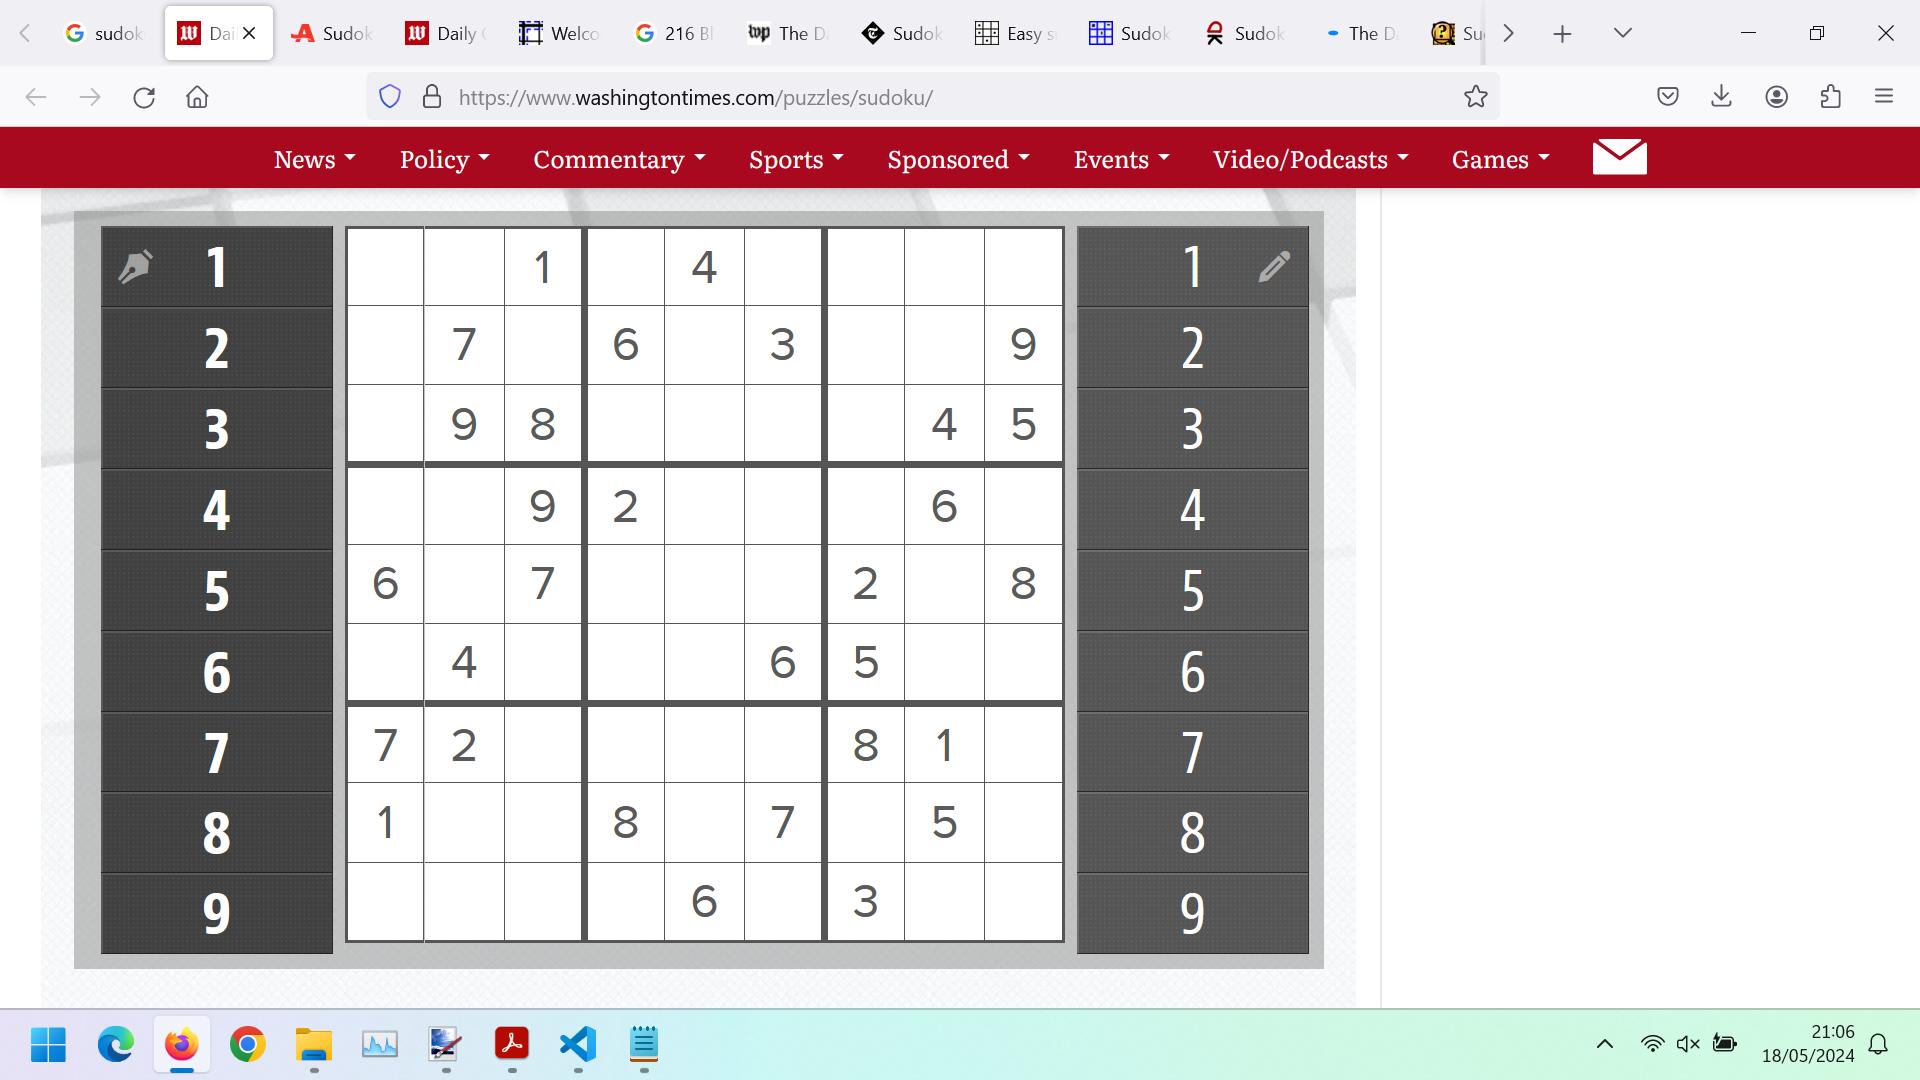 sudok Dai Sudok Daily Welco 216 Bl The Da Sudok Easy s Sudok Sudok The D Su
https://www.washingtontimes.com/puzzles/sudoku/
News Policy Commentary Sports Sponsored Events Video/Podcasts Games
1 1 4 1
2 7 6 3 9 2
3 9 8 4 5 3
4 9 2 6 4
5 6 7 2 8 5
6 4 6 5 6
7 7 2 8 1 7
8 1 8 7 5 8
9 6 3 9
21:06
18/05/2024